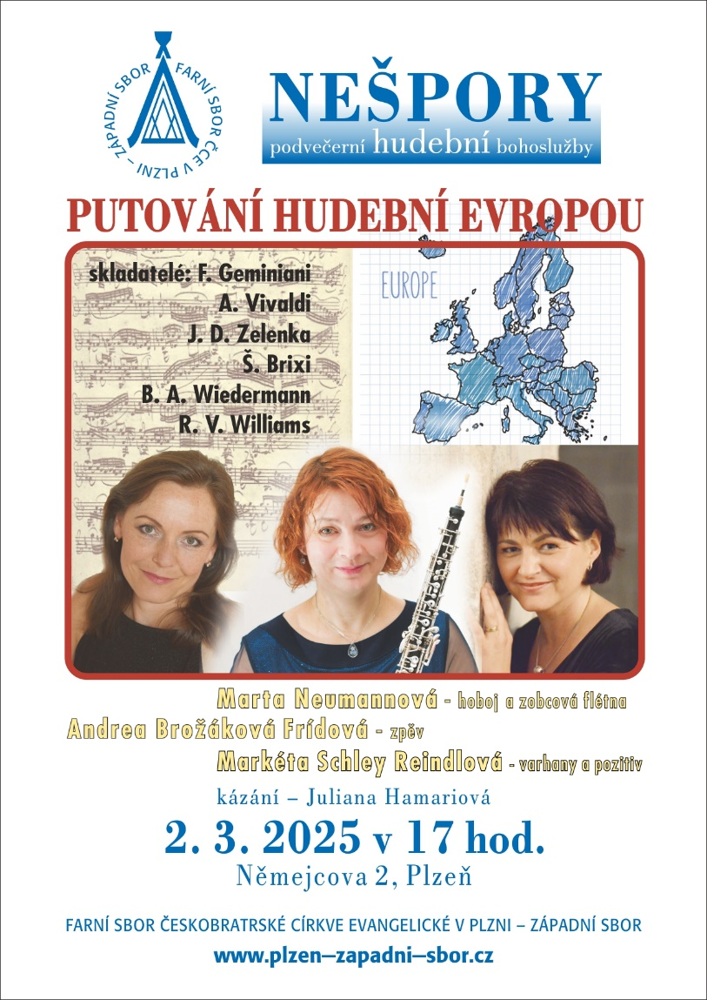 FARNÍ SBOR ČCE V PLZNI – ZÁPADNÍ SBOR
NEŠPORY
podvečerní hudební bohoslužby
PUTOVÁNÍ HUDEBNÍ EVROPOU
skladatelé: F. Geminiani
A. Vivaldi
J. D. Zelenka
Š. Brixi
B. A. Wiedermann
R. V. Williams
EUROPE
Marta Neumannová - hoboj a zobcová flétna
Andrea Brožáková Frídová - zpěv
Markéta Schley Reindlová - varhany a pozitiv
kázání – Juliana Hamariová
2. 3. 2025 v 17 hod.
Němejcova 2, Plzeň
FARNÍ SBOR ČESKOBRATRSKÉ CÍRKVE EVANGELICKÉ V PLZNI – ZÁPADNÍ SBOR
www.plzen–zapadni–sbor.cz